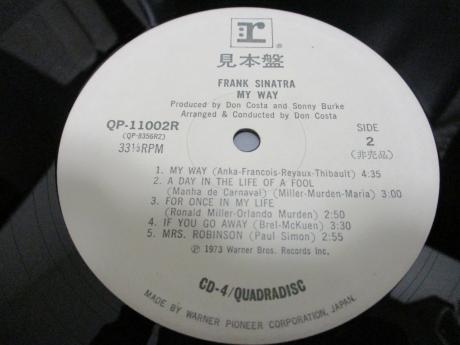 r
®
見本盤
FRANK SINATRA
MY WAY
Produced by Don Costa and Sonny Burke
Arranged & Conducted by Don Costa
QP-11002R
(QP-8356R2)
33⅓RPM
SIDE
2
(非売品)
1. MY WAY (Anka-Francois-Reyaux-Thibault) 4:35
2. A DAY IN THE LIFE OF A FOOL
(Manha de Carnaval) (Miller-Murden-Maria) 3:00
3. FOR ONCE IN MY LIFE
(Ronald Miller-Orlando Murden) 2:50
4. IF YOU GO AWAY (Brel-McKuen) 3:30
5. MRS. ROBINSON (Paul Simon) 2:55
Ⓟ1973 Warner Bros. Records Inc.
CD-4/QUADRADISC
MADE BY WARNER PIONEER CORPORATION, JAPAN.